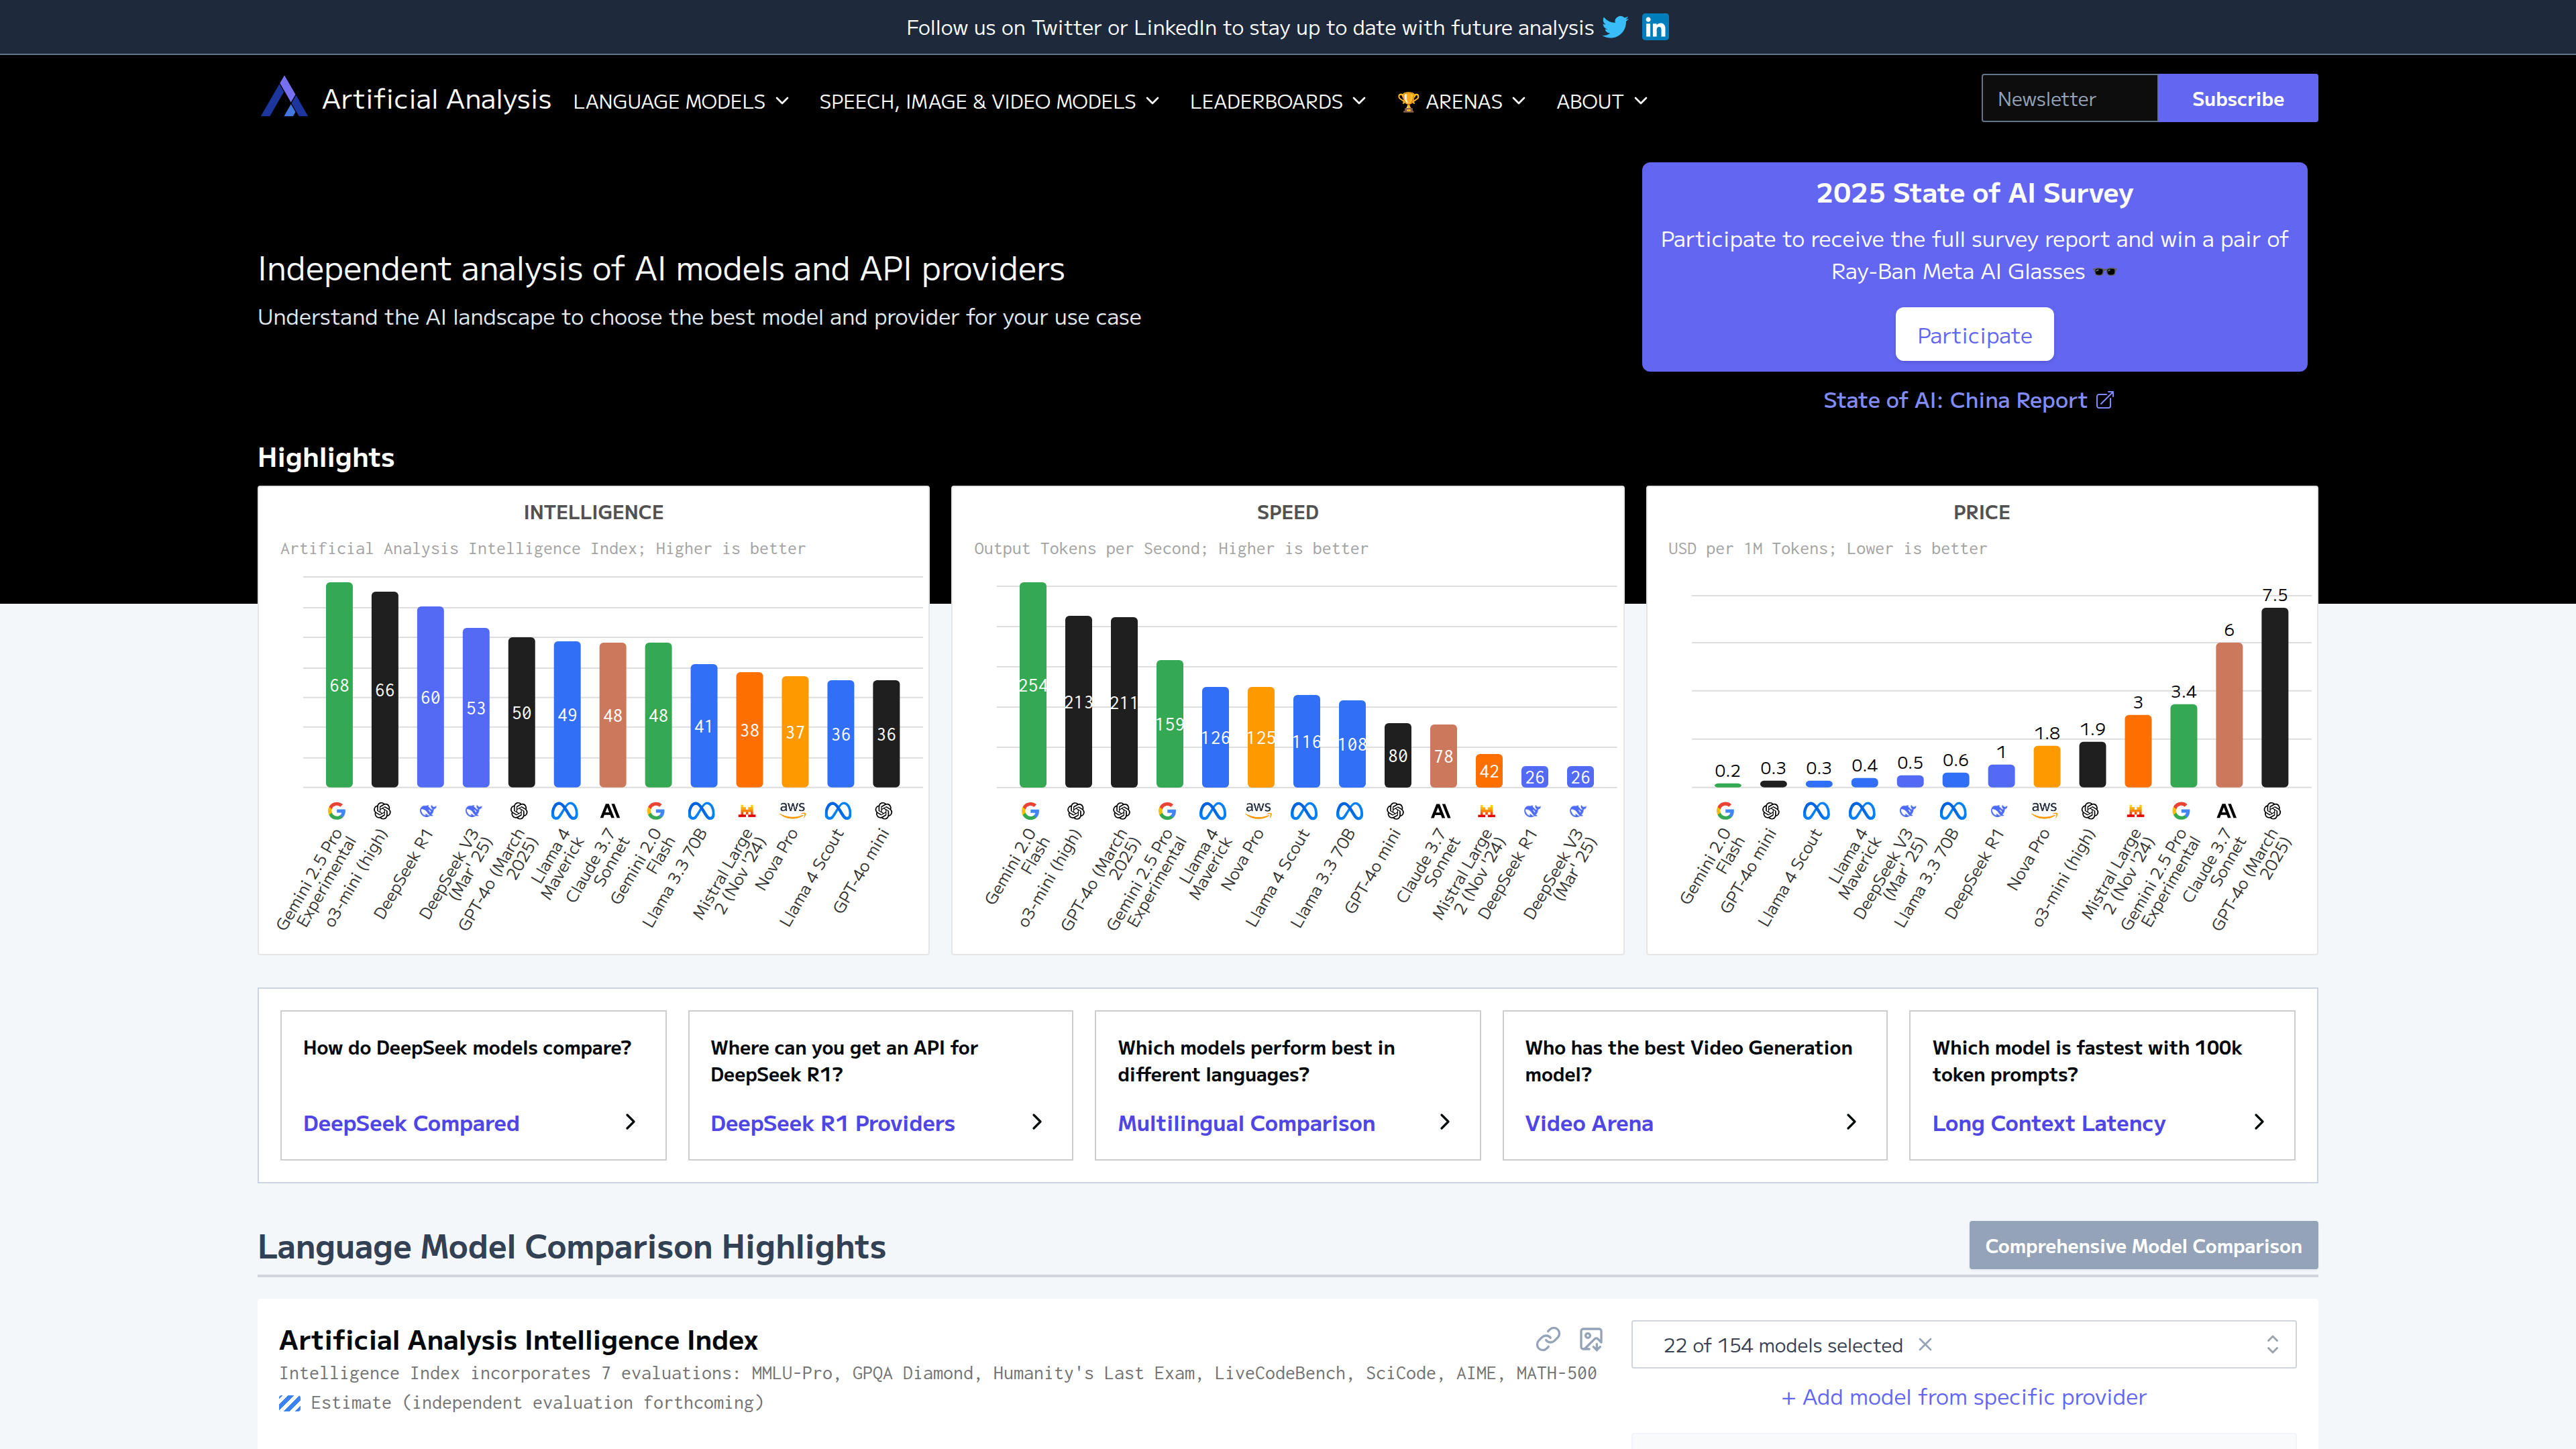 Follow us on Twitter or LinkedIn to stay up to date with future analysis
Artificial Analysis
LANGUAGE MODELS
SPEECH, IMAGE & VIDEO MODELS
LEADERBOARDS
🏆 ARENAS
ABOUT
Newsletter
Subscribe
Independent analysis of AI models and API providers
Understand the AI landscape to choose the best model and provider for your use case
2025 State of AI Survey
Participate to receive the full survey report and win a pair of
Ray-Ban Meta AI Glasses 🕶️
Participate
State of AI: China Report
Highlights
INTELLIGENCE
Artificial Analysis Intelligence Index; Higher is better
68
66
60
53
50
49
48
48
41
38
37
36
36
aws
Gemini 2.5 Pro
Experimental
o3-mini (high)
DeepSeek R1
DeepSeek V3
(Mar' 25)
GPT-4o (March
2025)
Llama 4
Maverick
Claude 3.7
Sonnet
Gemini 2.0
Flash
Llama 3.3 70B
Mistral Large
2 (Nov '24)
Nova Pro
Llama 4 Scout
GPT-4o mini
SPEED
Output Tokens per Second; Higher is better
254
213
211
159
126
125
116
108
80
78
42
26
26
aws
Gemini 2.0
Flash
o3-mini (high)
GPT-4o (March
2025)
Gemini 2.5 Pro
Experimental
Llama 4
Maverick
Nova Pro
Llama 4 Scout
Llama 3.3 70B
GPT-4o mini
Claude 3.7
Sonnet
Mistral Large
2 (Nov '24)
DeepSeek R1
DeepSeek V3
(Mar' 25)
PRICE
USD per 1M Tokens; Lower is better
0.2
0.3
0.3
0.4
0.5
0.6
1
1.8
1.9
3
3.4
6
7.5
aws
Gemini 2.0
Flash
GPT-4o mini
Llama 4 Scout
Llama 4
Maverick
DeepSeek V3
(Mar' 25)
Llama 3.3 70B
DeepSeek R1
Nova Pro
o3-mini (high)
Mistral Large
2 (Nov '24)
Gemini 2.5 Pro
Experimental
Claude 3.7
Sonnet
GPT-4o (March
2025)
How do DeepSeek models compare?
DeepSeek Compared
Where can you get an API for
DeepSeek R1?
DeepSeek R1 Providers
Which models perform best in
different languages?
Multilingual Comparison
Who has the best Video Generation
model?
Video Arena
Which model is fastest with 100k
token prompts?
Long Context Latency
Language Model Comparison Highlights
Comprehensive Model Comparison
Artificial Analysis Intelligence Index
Intelligence Index incorporates 7 evaluations: MMLU-Pro, GPQA Diamond, Humanity's Last Exam, LiveCodeBench, SciCode, AIME, MATH-500
Estimate (independent evaluation forthcoming)
22 of 154 models selected
+ Add model from specific provider